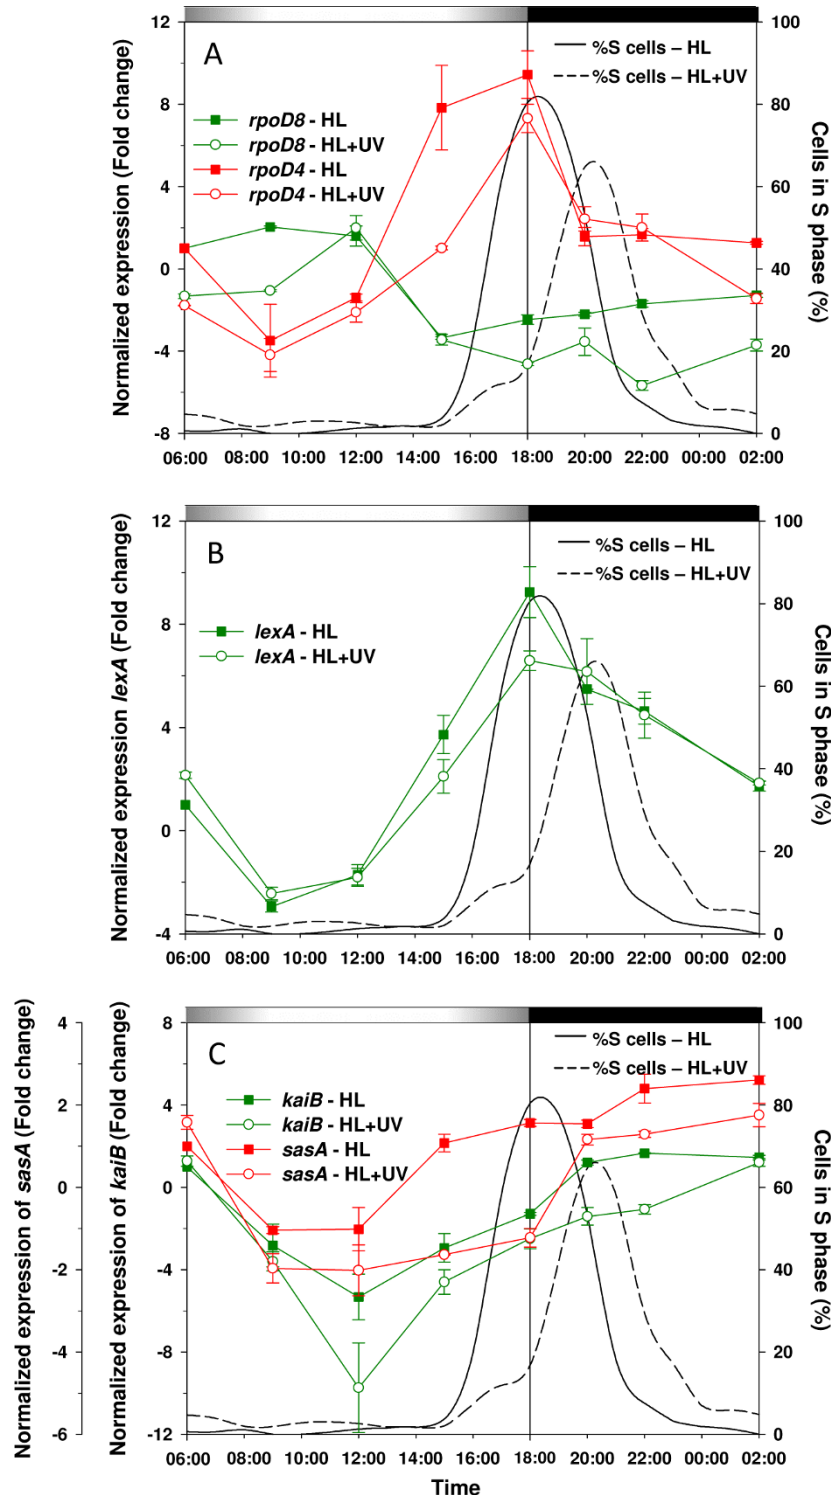 A
%S cells – HL
%S cells – HL+UV
rpoD8 - HL
rpoD8 - HL+UV
rpoD4 - HL
rpoD4 - HL+UV
Normalized expression (Fold change)
12
8
4
0
-4
-8
Cells in S phase (%)
100
80
60
40
20
0
06:00 08:00 10:00 12:00 14:00 16:00 18:00 20:00 22:00 00:00 02:00
B
%S cells – HL
%S cells – HL+UV
lexA - HL
lexA - HL+UV
Normalized expression lexA (Fold change)
12
8
4
0
-4
Cells in S phase (%)
100
80
60
40
20
0
06:00 08:00 10:00 12:00 14:00 16:00 18:00 20:00 22:00 00:00 02:00
C
%S cells – HL
%S cells – HL+UV
kaiB - HL
kaiB - HL+UV
sasA - HL
sasA - HL+UV
Normalized expression of sasA (Fold change)
4
2
0
-2
-4
-6
Normalized expression of kaiB (Fold change)
8
4
0
-4
-8
-12
Cells in S phase (%)
100
80
60
40
20
0
06:00 08:00 10:00 12:00 14:00 16:00 18:00 20:00 22:00 00:00 02:00
Time